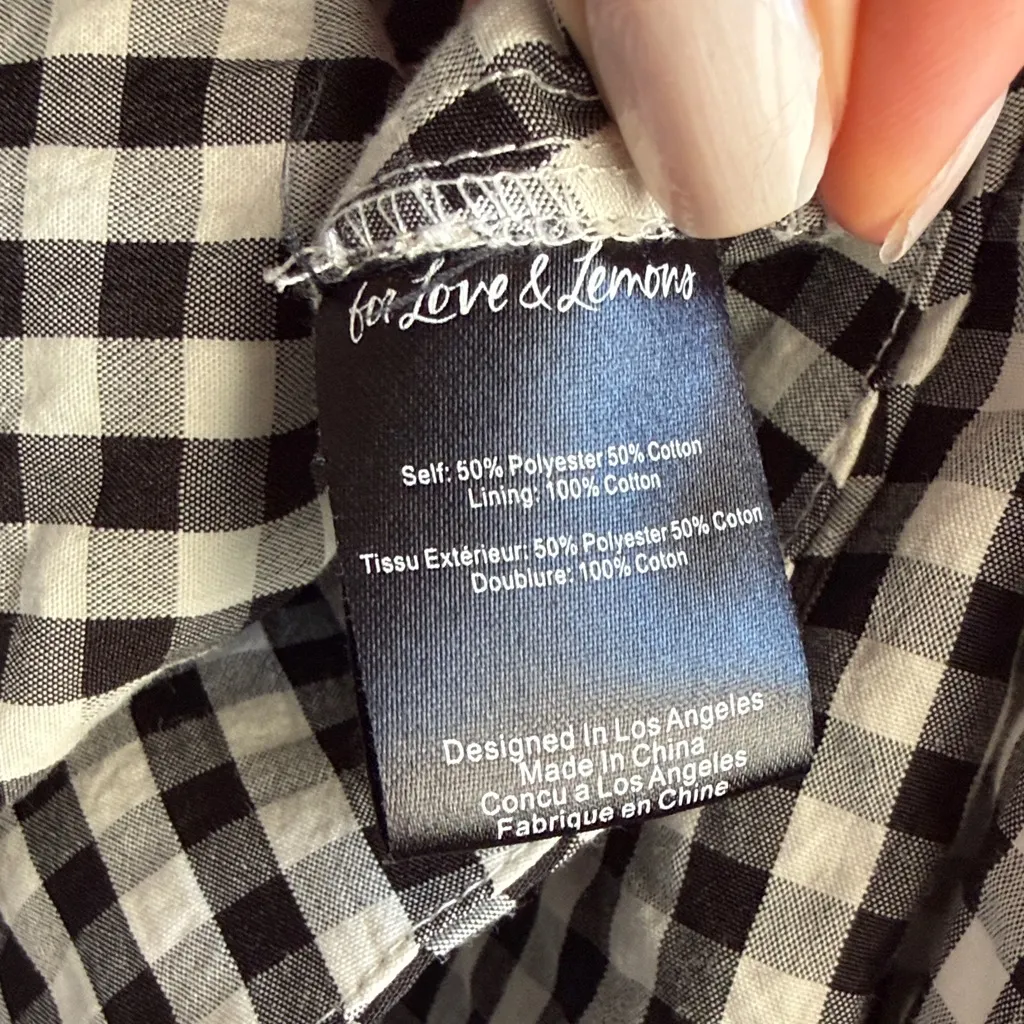 for Love & Lemons
Self: 50% Polyester 50% Cotton
Lining: 100% Cotton
Tissu Extérieur: 50% Polyester 50% Coton
Doublure: 100% Coton
Designed In Los Angeles
Made In China
Concu a Los Angeles
Fabrique en Chine